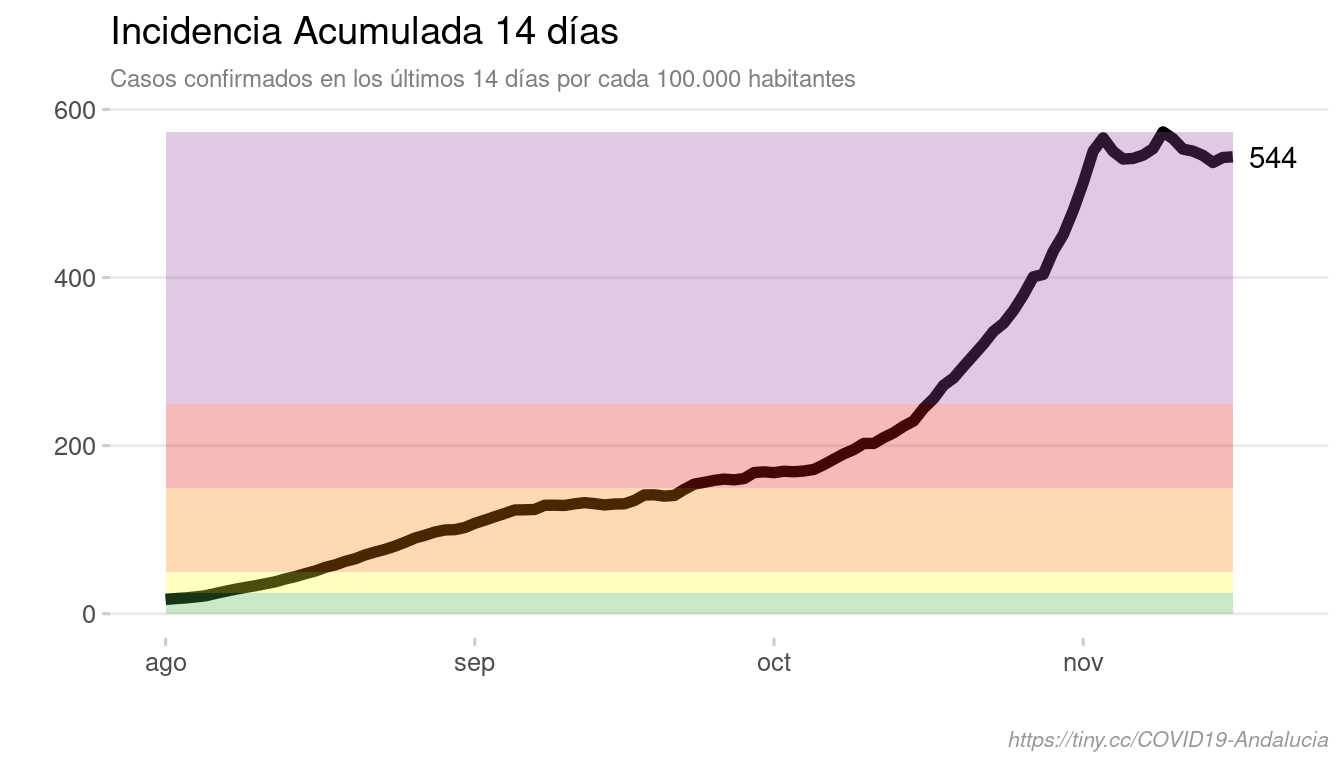 Incidencia Acumulada 14 días
Casos confirmados en los últimos 14 días por cada 100.000 habitantes
600
544
400
200
0
ago sep oct nov
https://tiny.cc/COVID19-Andalucia